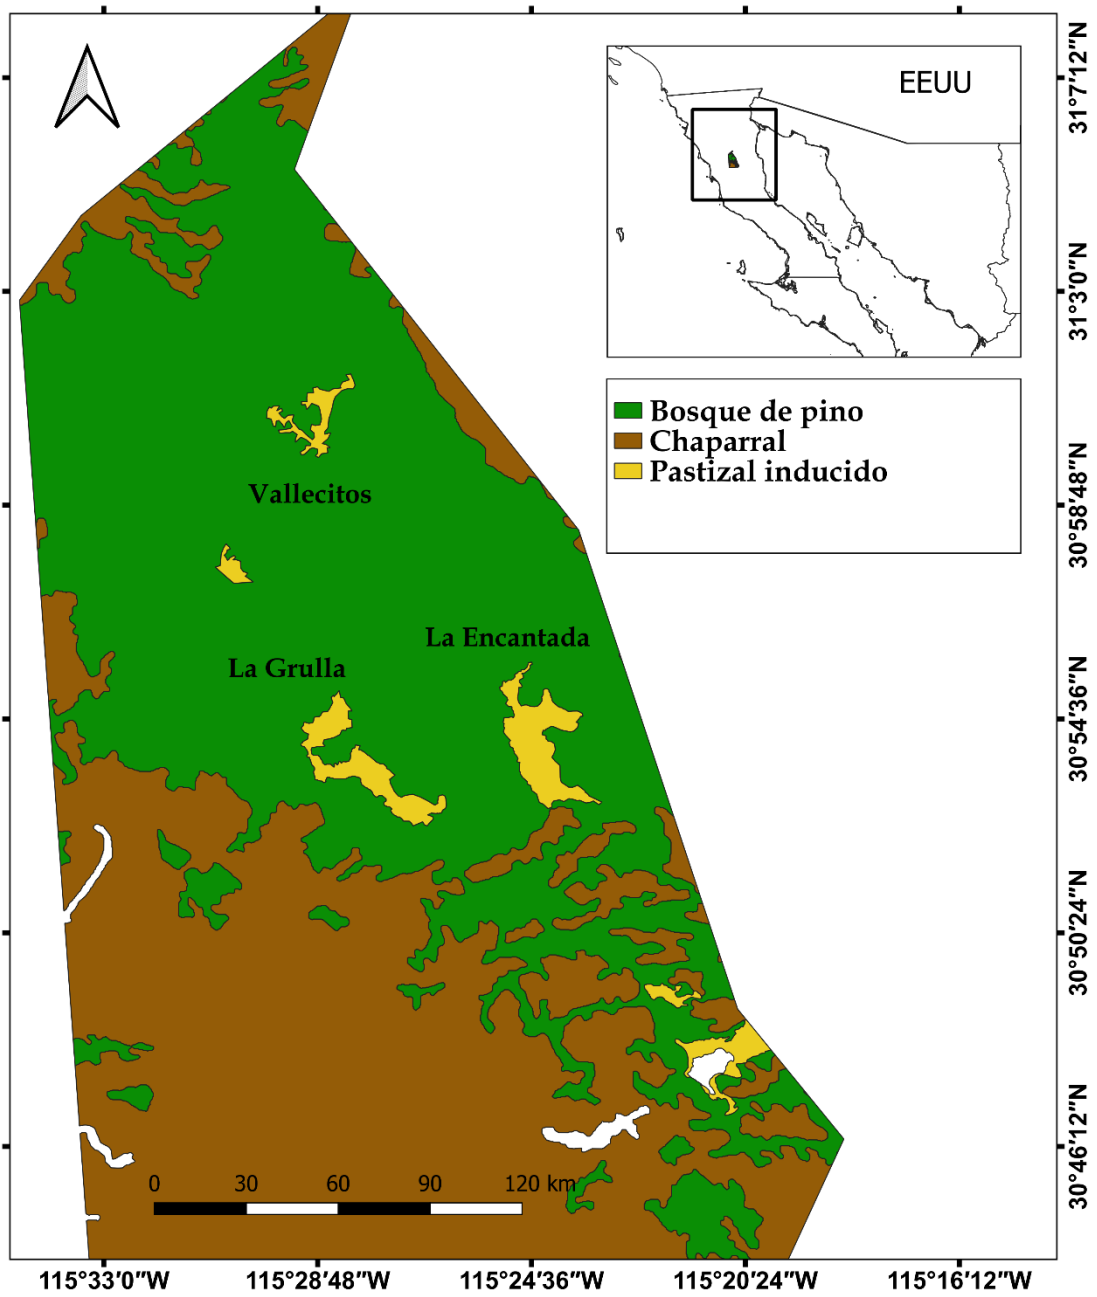 EEUU
31°7′12″N
31°3′0″N
30°58′48″N
30°54′36″N
30°50′24″N
30°46′12″N
Bosque de pino
Chaparral
Pastizal inducido
Vallecitos
La Encantada
La Grulla
0 30 60 90 120 km
115°33′0″W 115°28′48″W 115°24′36″W 115°20′24″W 115°16′12″W